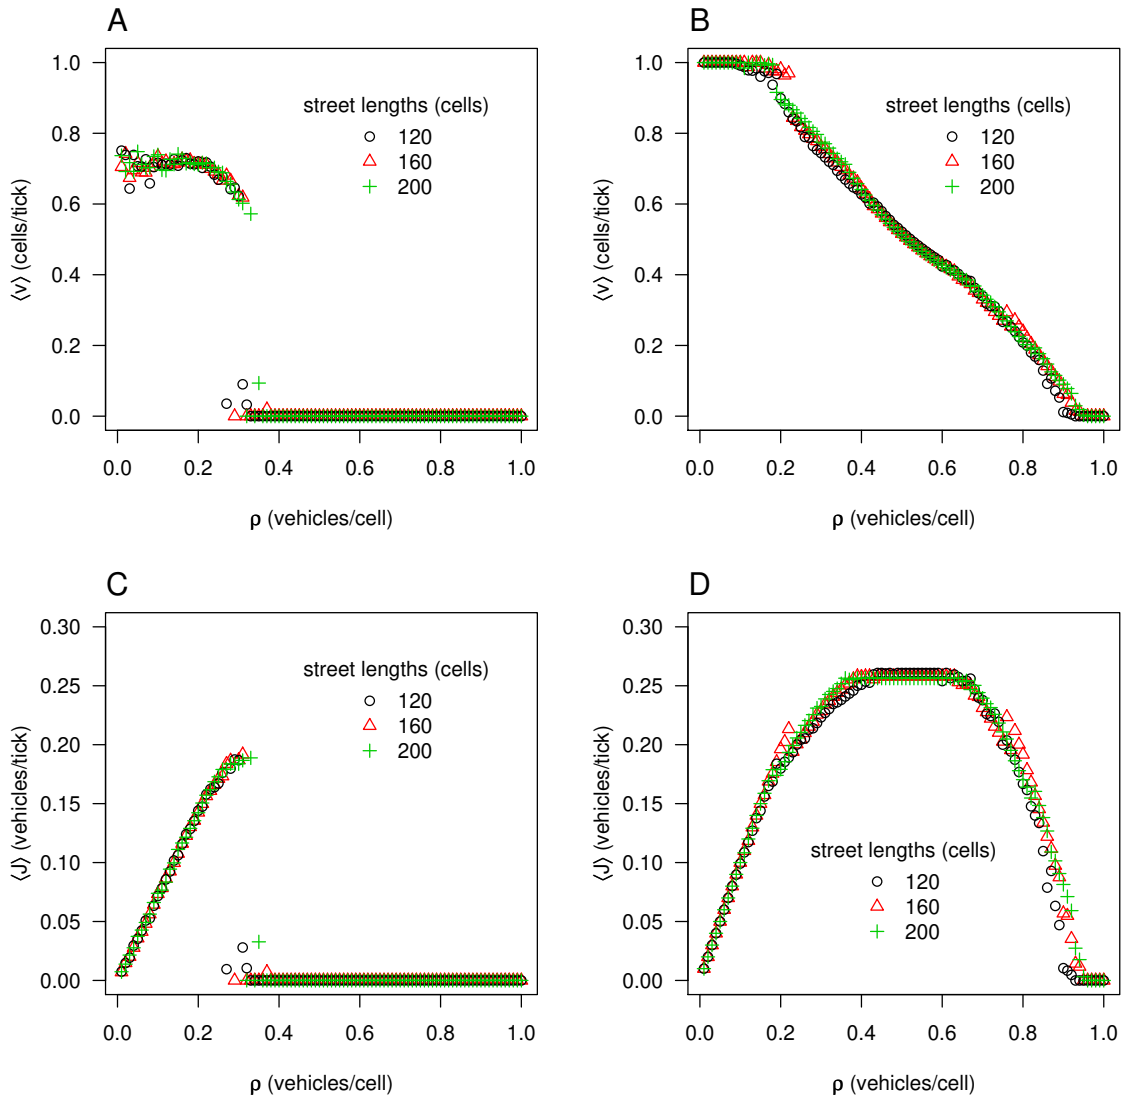 A
1.0
0.8
0.6
0.4
0.2
0.0
⟨v⟩ (cells/tick)
street lengths (cells)
120
160
200
0.0 0.2 0.4 0.6 0.8 1.0
ρ (vehicles/cell)
B
1.0
0.8
0.6
0.4
0.2
0.0
⟨v⟩ (cells/tick)
street lengths (cells)
120
160
200
0.0 0.2 0.4 0.6 0.8 1.0
ρ (vehicles/cell)
C
0.30
0.25
0.20
0.15
0.10
0.05
0.00
⟨J⟩ (vehicles/tick)
street lengths (cells)
120
160
200
0.0 0.2 0.4 0.6 0.8 1.0
ρ (vehicles/cell)
D
0.30
0.25
0.20
0.15
0.10
0.05
0.00
⟨J⟩ (vehicles/tick)
street lengths (cells)
120
160
200
0.0 0.2 0.4 0.6 0.8 1.0
ρ (vehicles/cell)